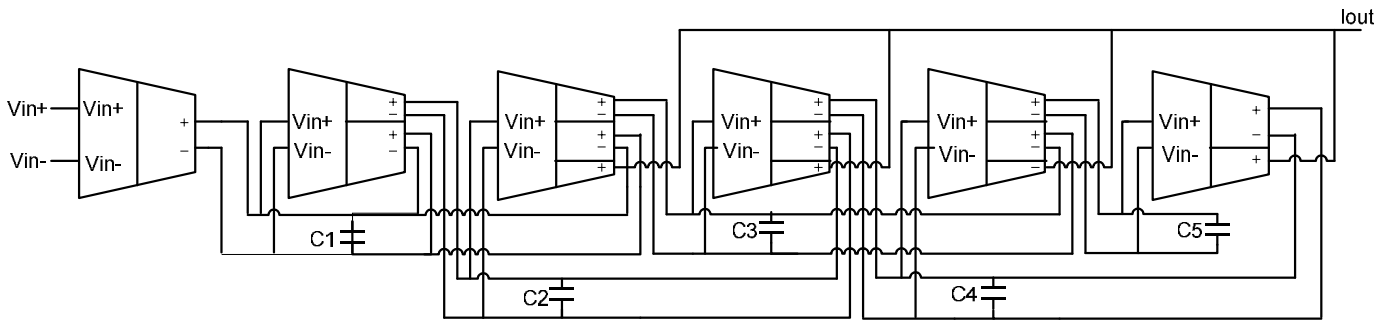 Iout
Vin+ Vin+ + Vin+ + - + - Vin+ + - + - + Vin+ + - + - + Vin+ + - + - - Vin+ + - +
Vin- Vin- - Vin- Vin- Vin- Vin- Vin-
C1 C3 C5
C2 C4